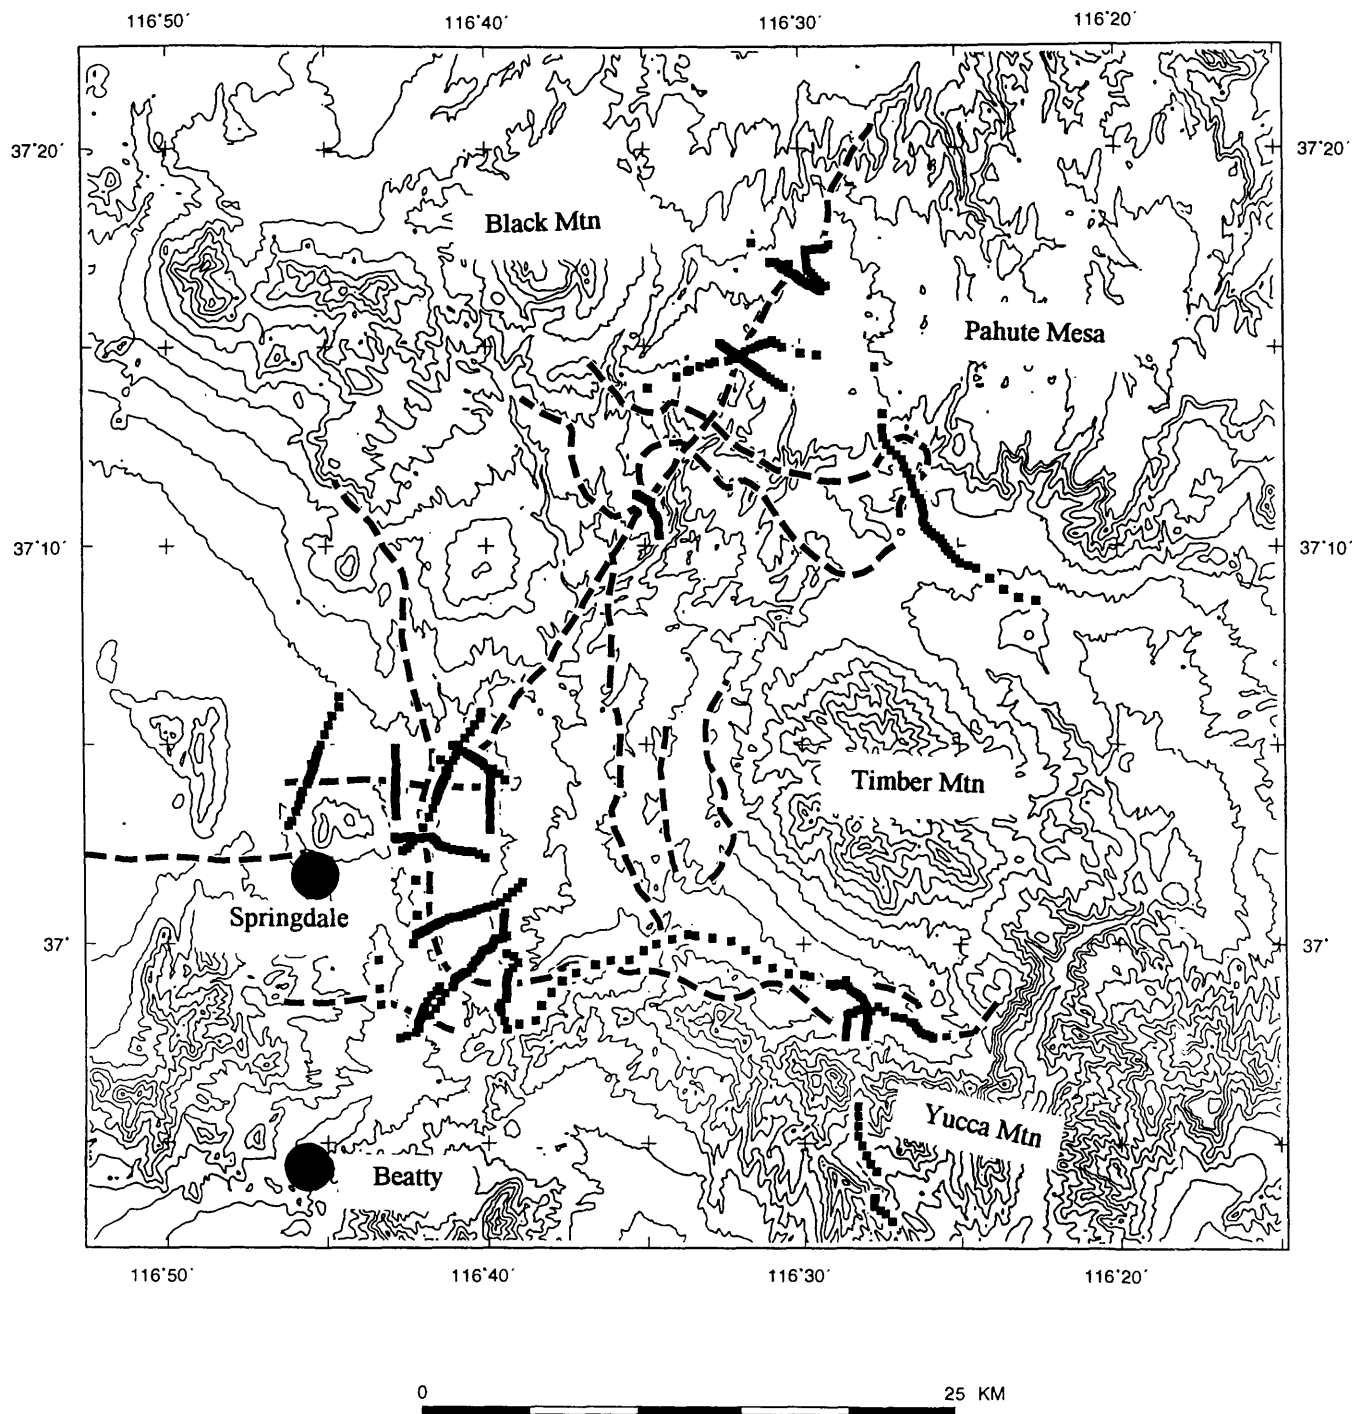 116°50′ 116°40′ 116°30′ 116°20′
37°20′ 37°20′
Black Mtn
Pahute Mesa
37°10′ 37°10′
Timber Mtn
Springdale
37° 37°
Yucca Mtn
Beatty
116°50′ 116°40′ 116°30′ 116°20′
0 25 KM